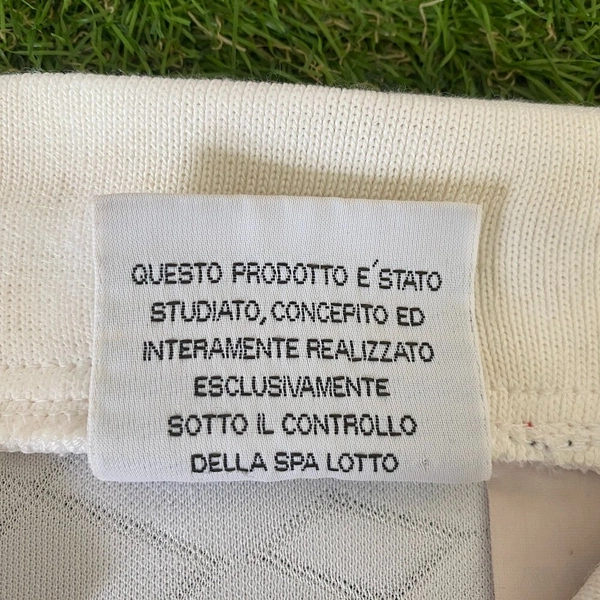 QUESTO PRODOTTO E´STATO
STUDIATO, CONCEPITO ED
INTERAMENTE REALIZZATO
ESCLUSIVAMENTE
SOTTO IL CONTROLLO
DELLA SPA LOTTO